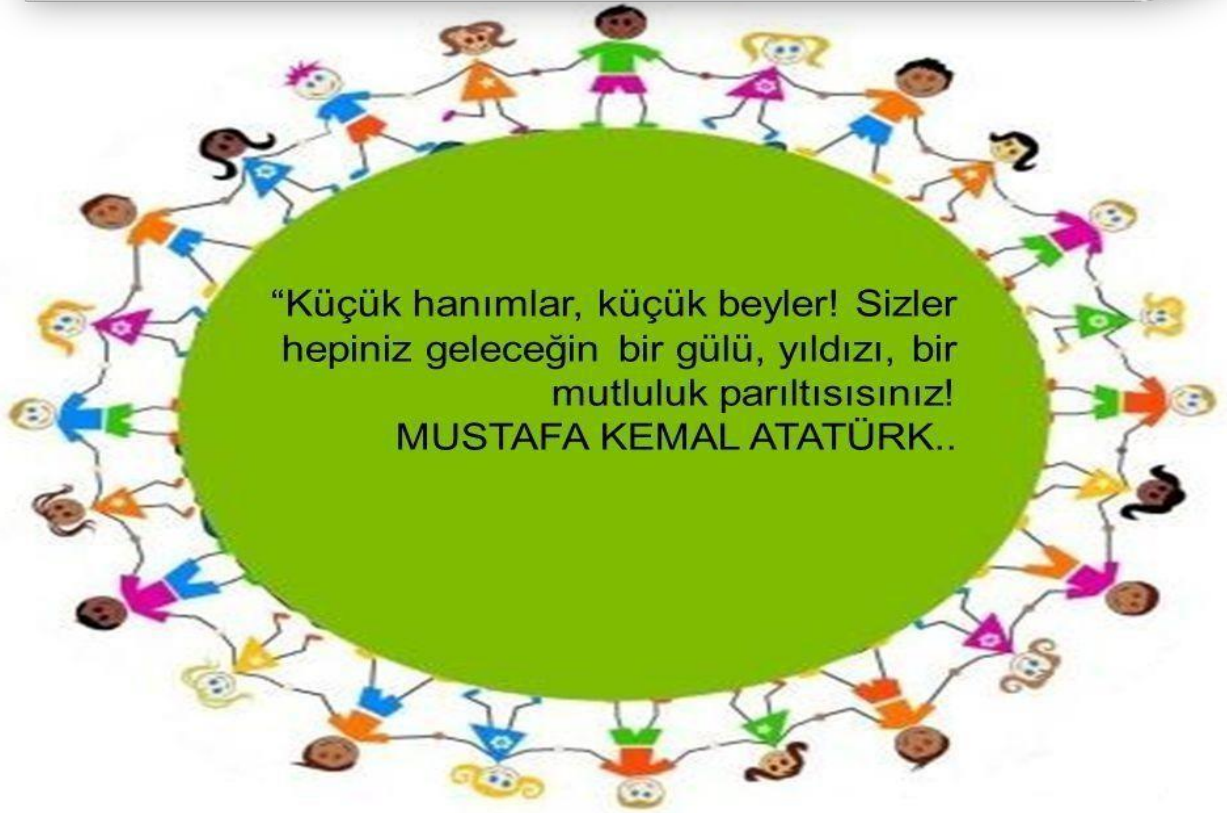 “Küçük hanımlar, küçük beyler! Sizler
hepiniz geleceğin bir gülü, yıldızı, bir
mutluluk parıltısısınız!
MUSTAFA KEMAL ATATÜRK..